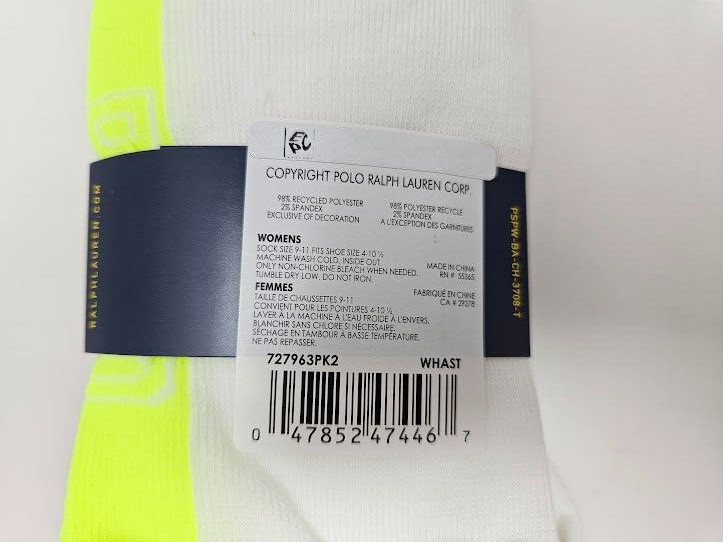 RALPHLAUREN.COM
EPC
COPYRIGHT POLO RALPH LAUREN CORP.
98% RECYCLED POLYESTER
2% SPANDEX
EXCLUSIVE OF DECORATION
98% POLYESTER RECYCLE
2% SPANDEX
A L'EXCEPTION DES GARNITURES
WOMENS
SOCK SIZE 9-11 FITS SHOE SIZE 4-10 ½
MACHINE WASH COLD, INSIDE OUT.
ONLY NON-CHLORINE BLEACH WHEN NEEDED.
TUMBLE DRY LOW. DO NOT IRON.
MADE IN CHINA
RN # 55365
FEMMES
TAILLE DE CHAUSSETTES 9-11
CONVIENT POUR LES POINTURES 4-10 ½
LAVER À LA MACHINE À L'EAU FROIDE À L'ENVERS.
BLANCHIR SANS CHLORE SI NÉCESSAIRE.
SÉCHAGE EN TAMBOUR A BASSE TEMPÉRATURE.
NE PAS REPASSER.
FABRIQUÉ EN CHINE
CA # 29278
727963PK2 WHAST
0 47852 47446 7
PSPW-BA-CH-3708-T